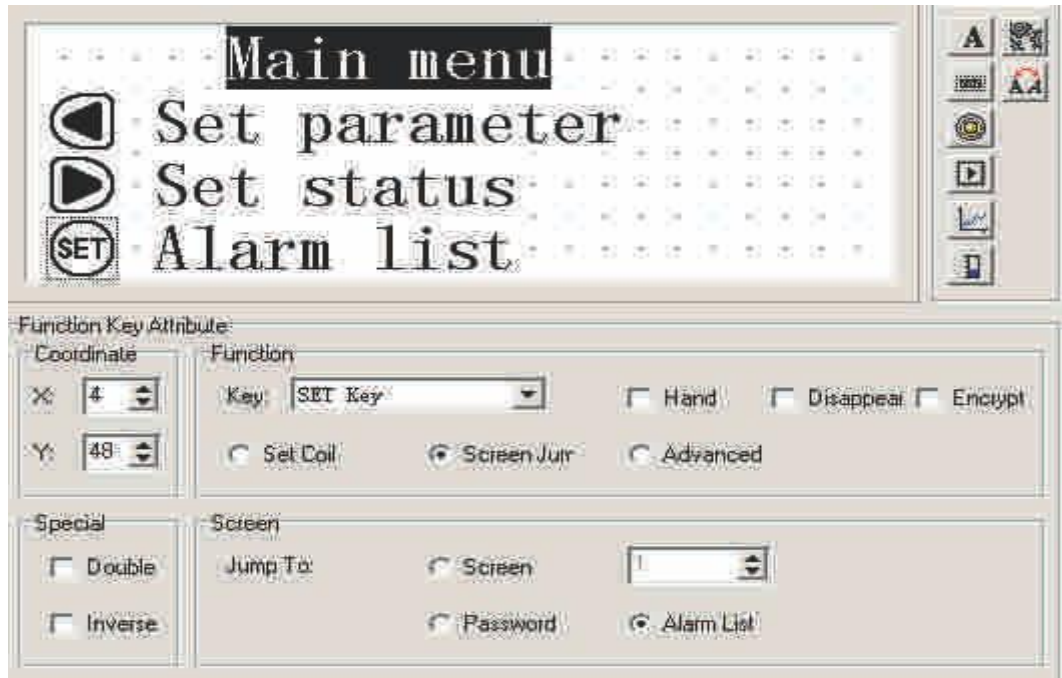 Main menu
Set parameter
Set status
SET Alarm list
A
A A
Function Key Attribute
Coordinate
Function
X: 4
Key: SET Key
Hand
Disappear
Encrypt
Y: 48
Set Coil
Screen Jum
Advanced
Special
Screen
Double
Jump To:
Screen
1
Inverse
Password
Alarm List